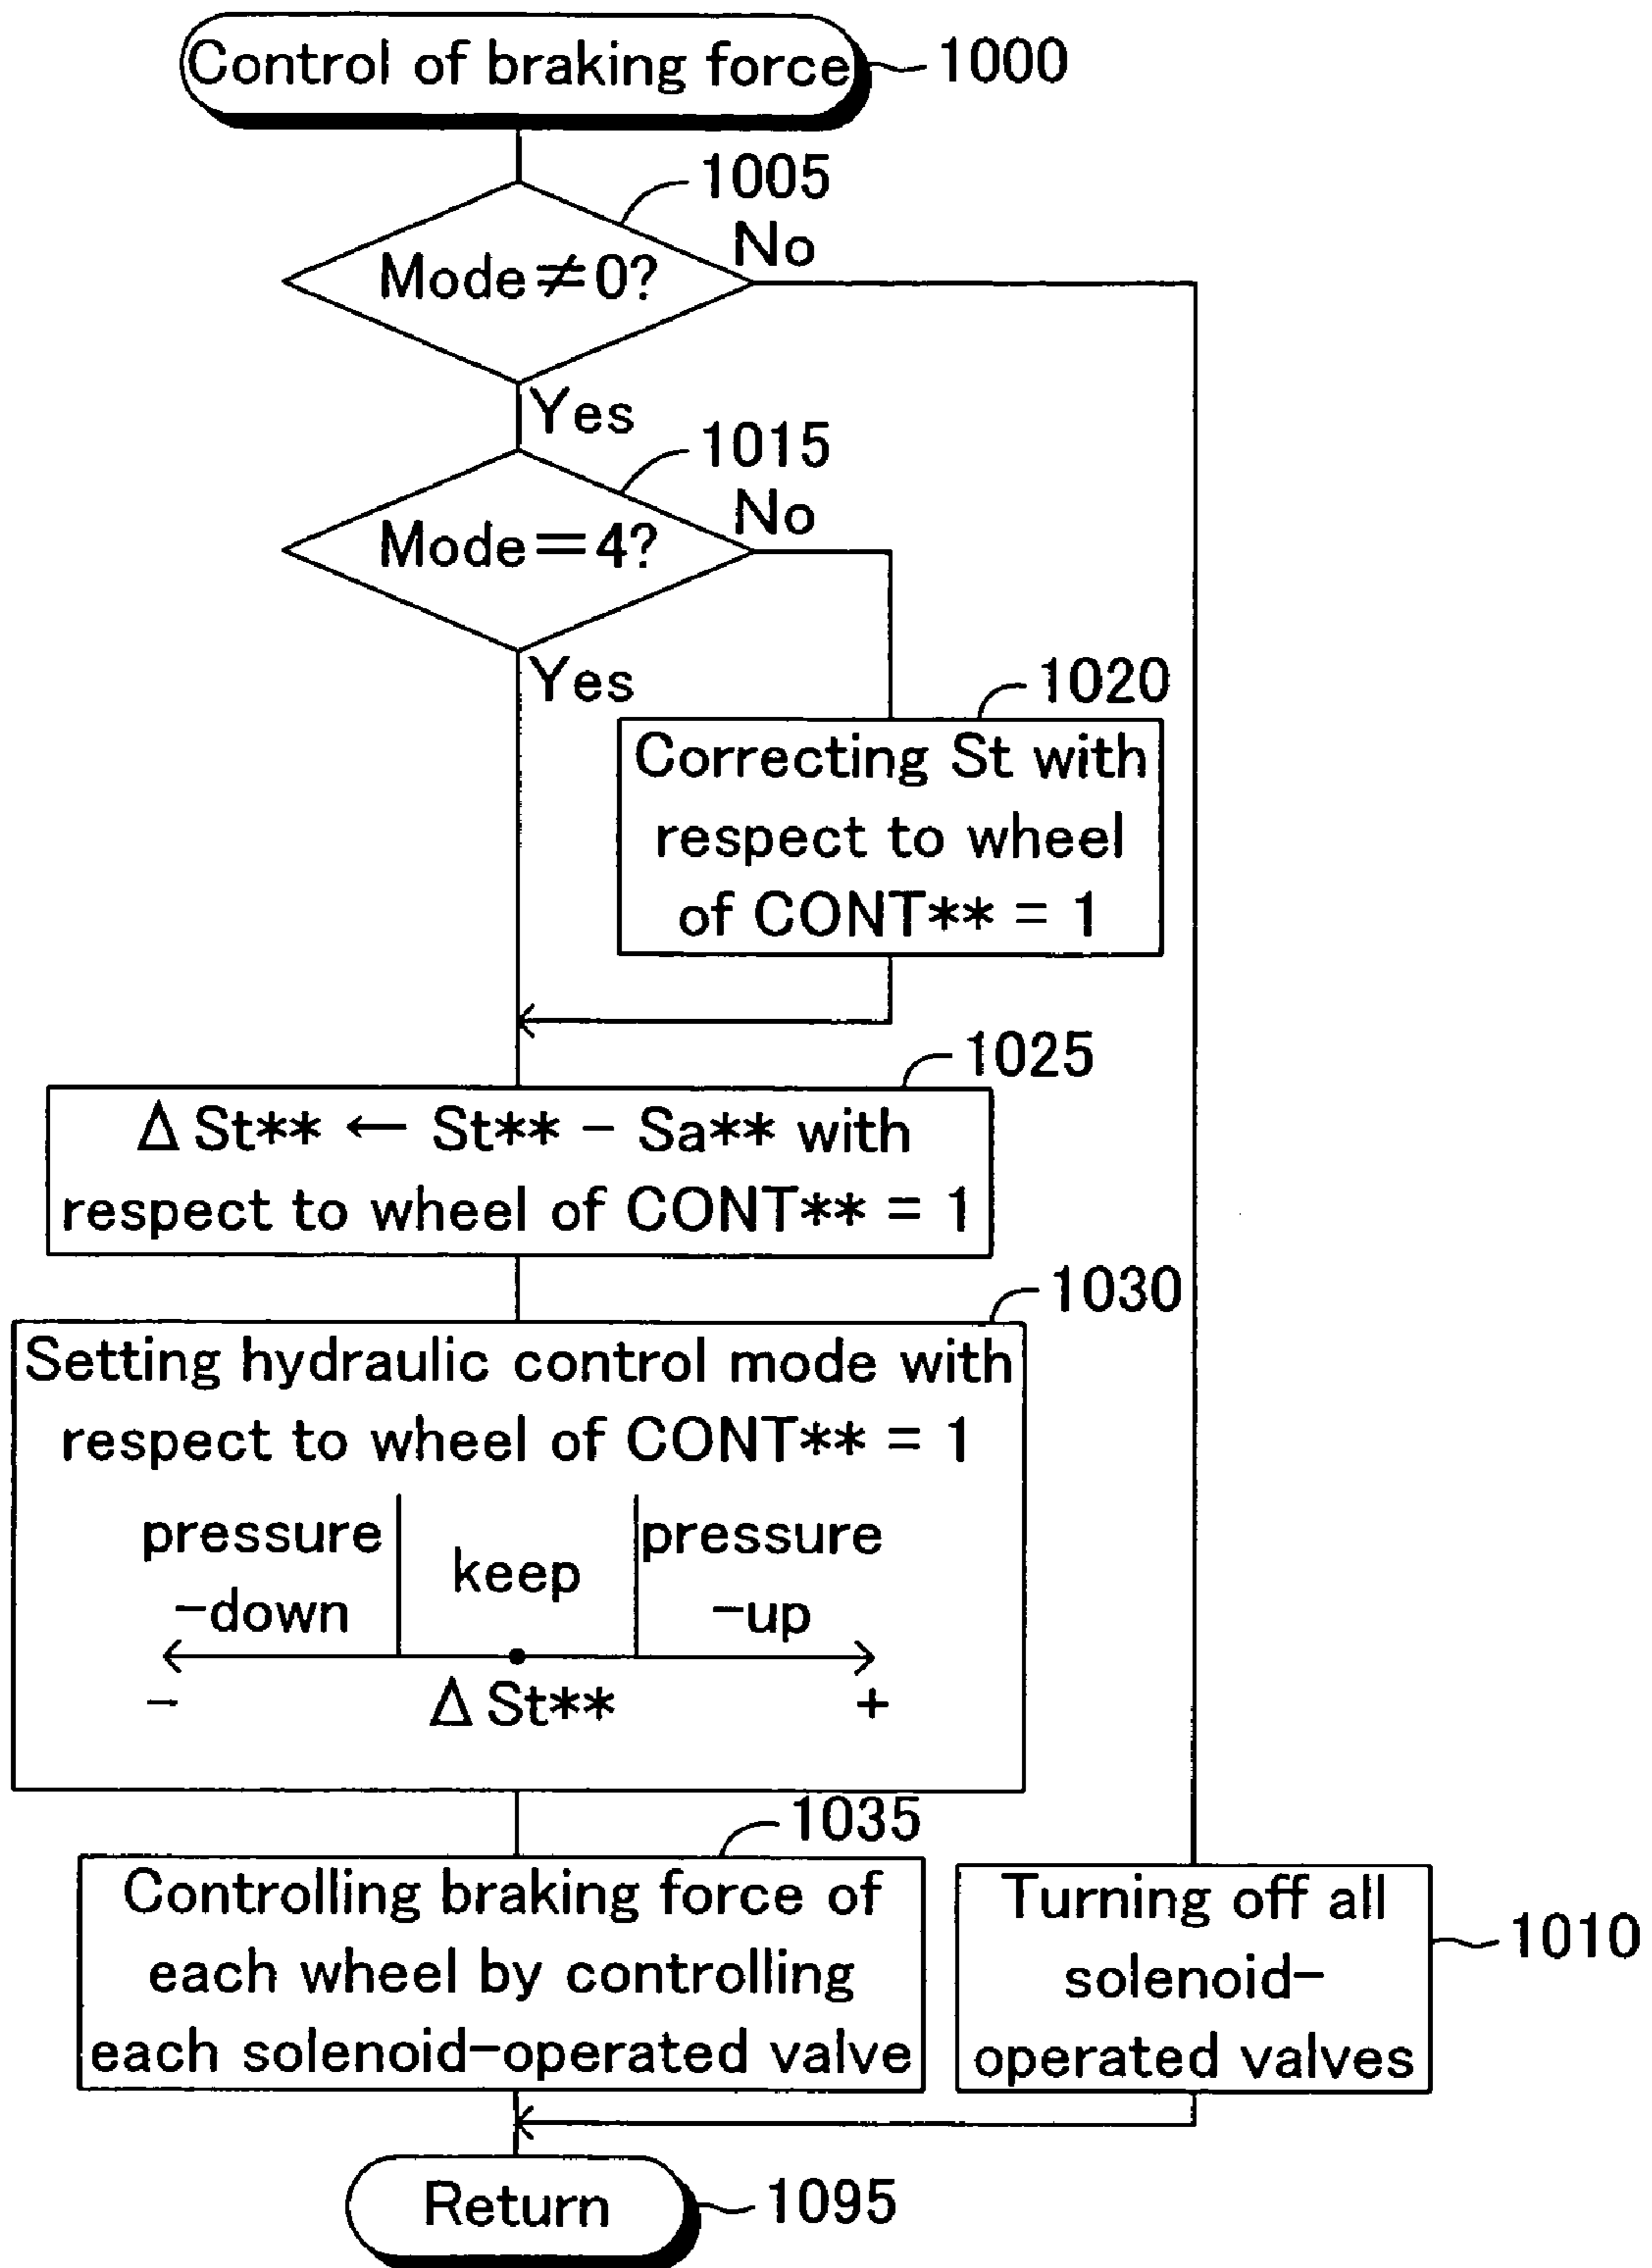 Control of braking force
1000
1005
No
Mode≠0?
Yes
1015
No
Mode=4?
Yes
1020
Correcting St with
respect to wheel
of CONT** = 1
1025
Δ St** ← St** - Sa** with
respect to wheel of CONT** = 1
1030
Setting hydraulic control mode with
respect to wheel of CONT** = 1
pressure
-down
keep
pressure
-up
-
Δ St**
+
1035
Controlling braking force of
each wheel by controlling
each solenoid-operated valve
Turning off all
solenoid-
operated valves
1010
Return
1095